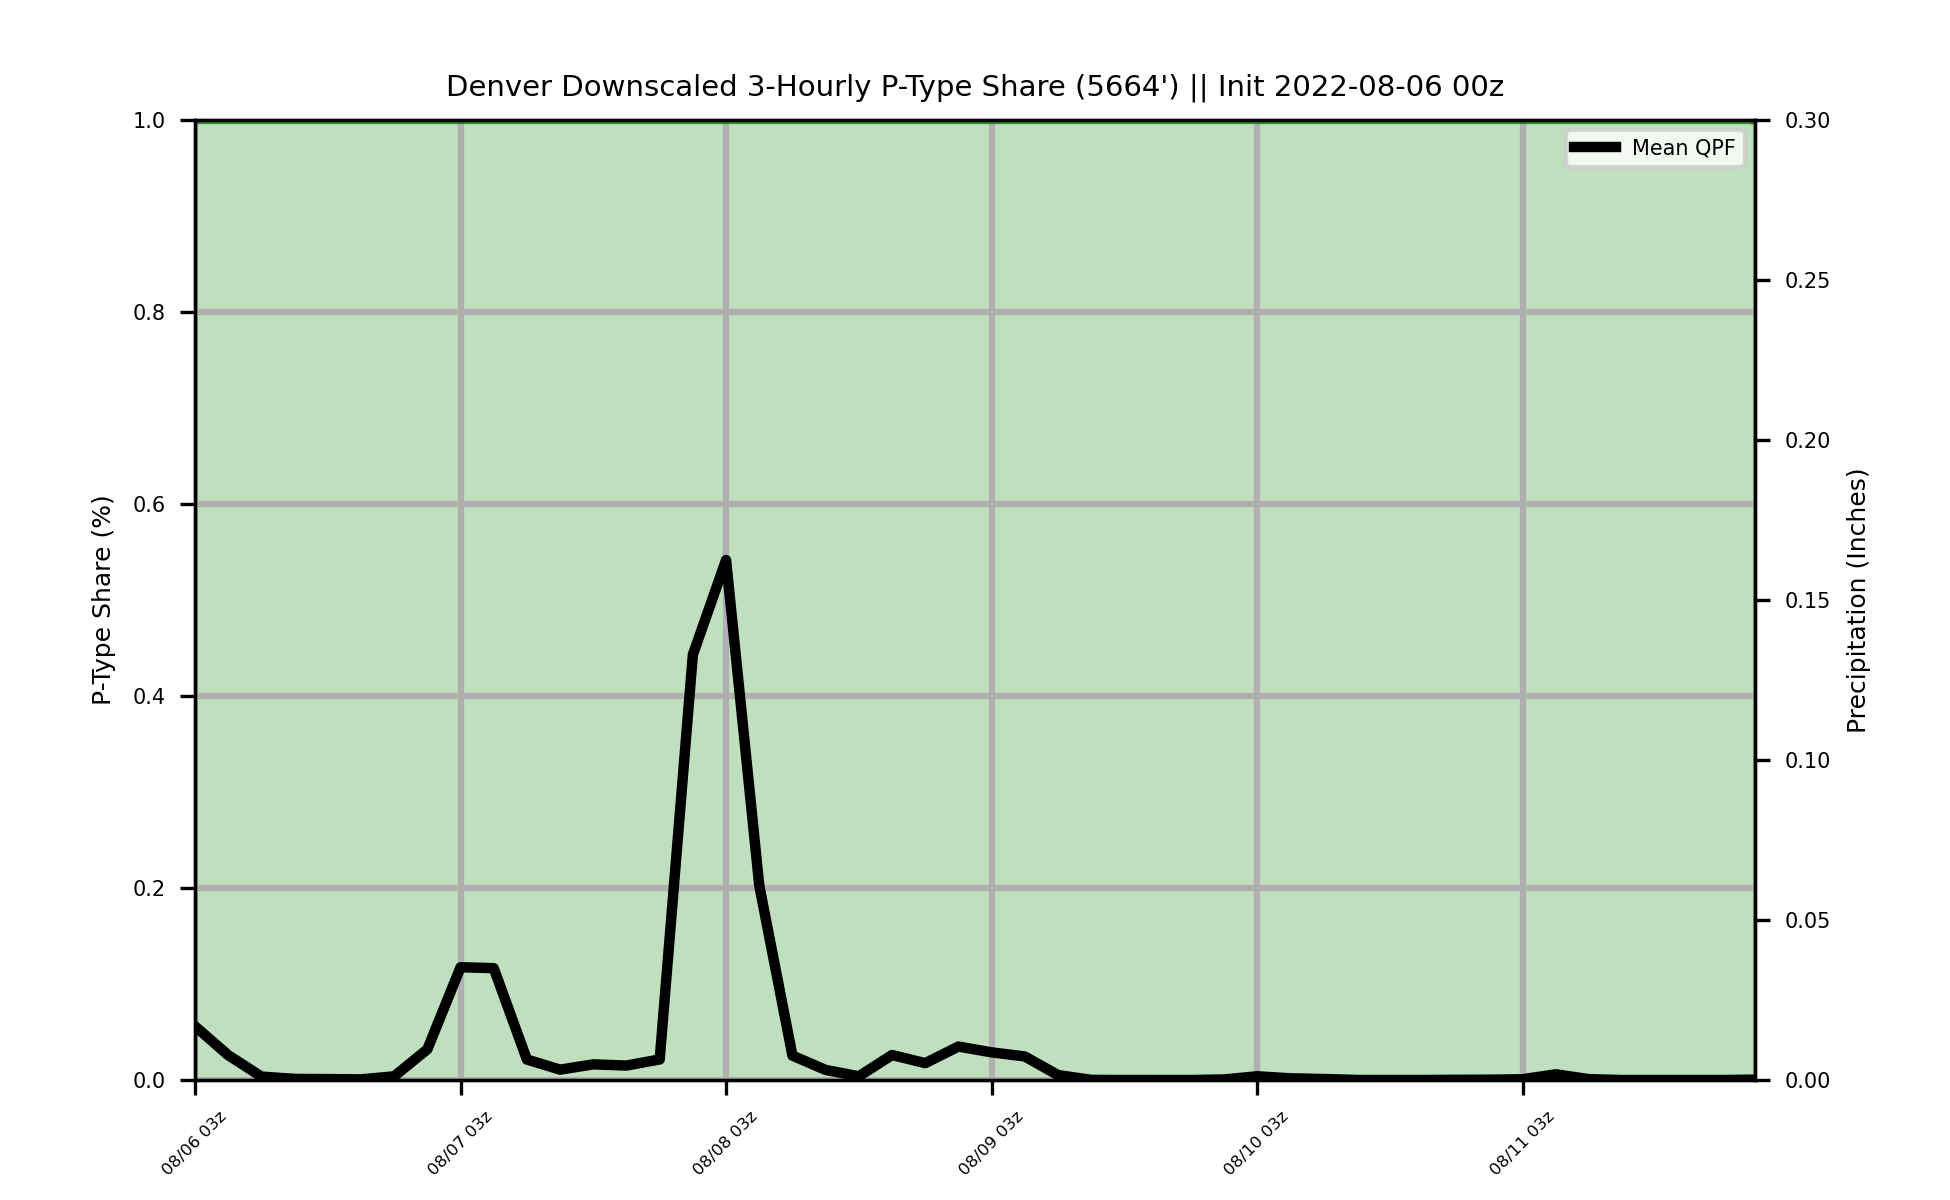 Denver Downscaled 3-Hourly P-Type Share (5664') || Init 2022-08-06 00z
Mean QPF
1.0
0.8
0.6
0.4
0.2
0.0
P-Type Share (%)
0.30
0.25
0.20
0.15
0.10
0.05
0.00
Precipitation (Inches)
08/06 03z
08/07 03z
08/08 03z
08/09 03z
08/10 03z
08/11 03z